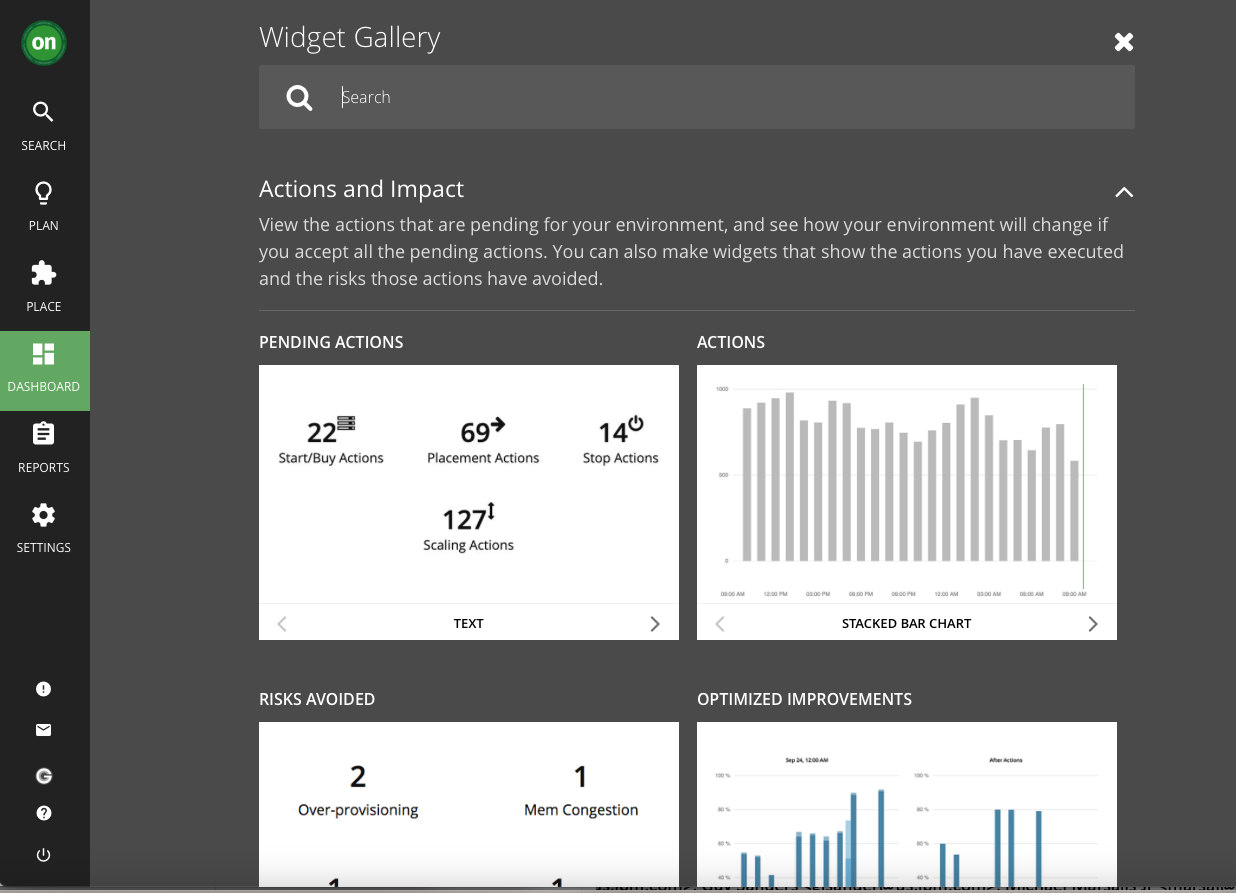 on
SEARCH
PLAN
PLACE
DASHBOARD
REPORTS
SETTINGS
Widget Gallery
Search
Actions and Impact
View the actions that are pending for your environment, and see how your environment will change if
you accept all the pending actions. You can also make widgets that show the actions you have executed
and the risks those actions have avoided.
PENDING ACTIONS
22
Start/Buy Actions
69
Placement Actions
14
Stop Actions
127
Scaling Actions
TEXT
ACTIONS
1000
500
0
09:00 AM 12:00 PM 03:00 PM 06:00 PM 09:00 PM 12:00 AM 03:00 AM 06:00 AM 09:00 AM
STACKED BAR CHART
RISKS AVOIDED
2
Over-provisioning
1
Mem Congestion
1
1
OPTIMIZED IMPROVEMENTS
Sep 24, 12:00 AM
100 %
80 %
60 %
40 %
After Actions
100 %
80 %
60 %
40 %